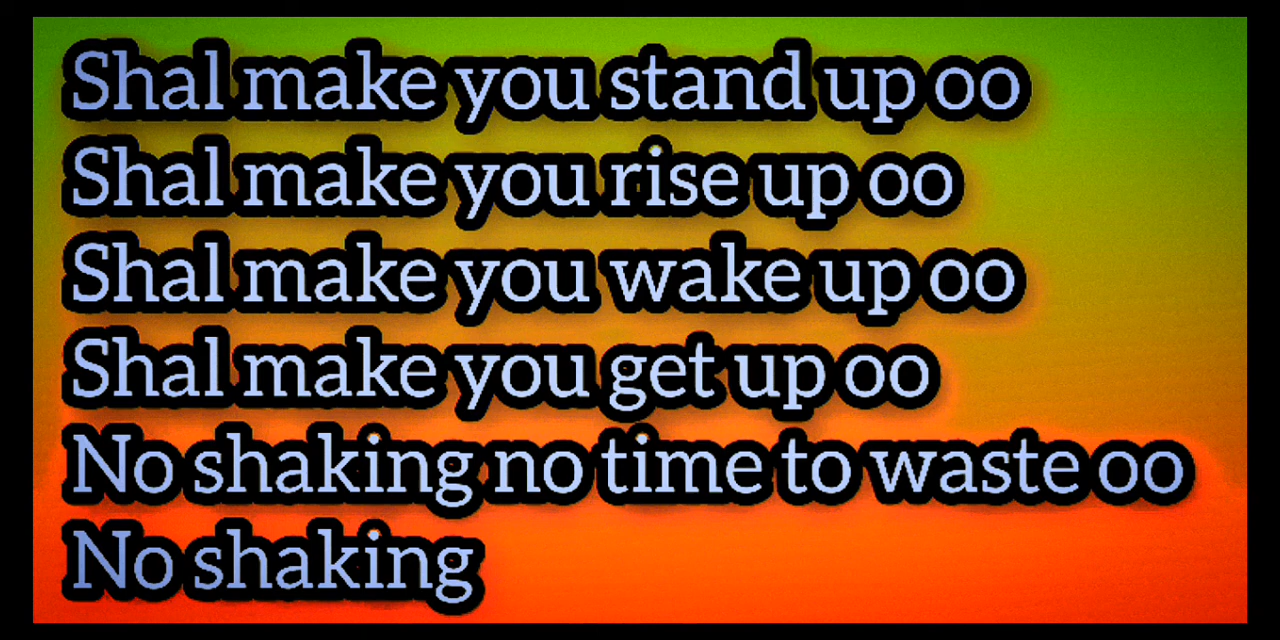 Shal make you stand up oo
Shal make you rise up oo
Shal make you wake up oo
Shal make you get up oo
No shaking no time to waste oo
No shaking